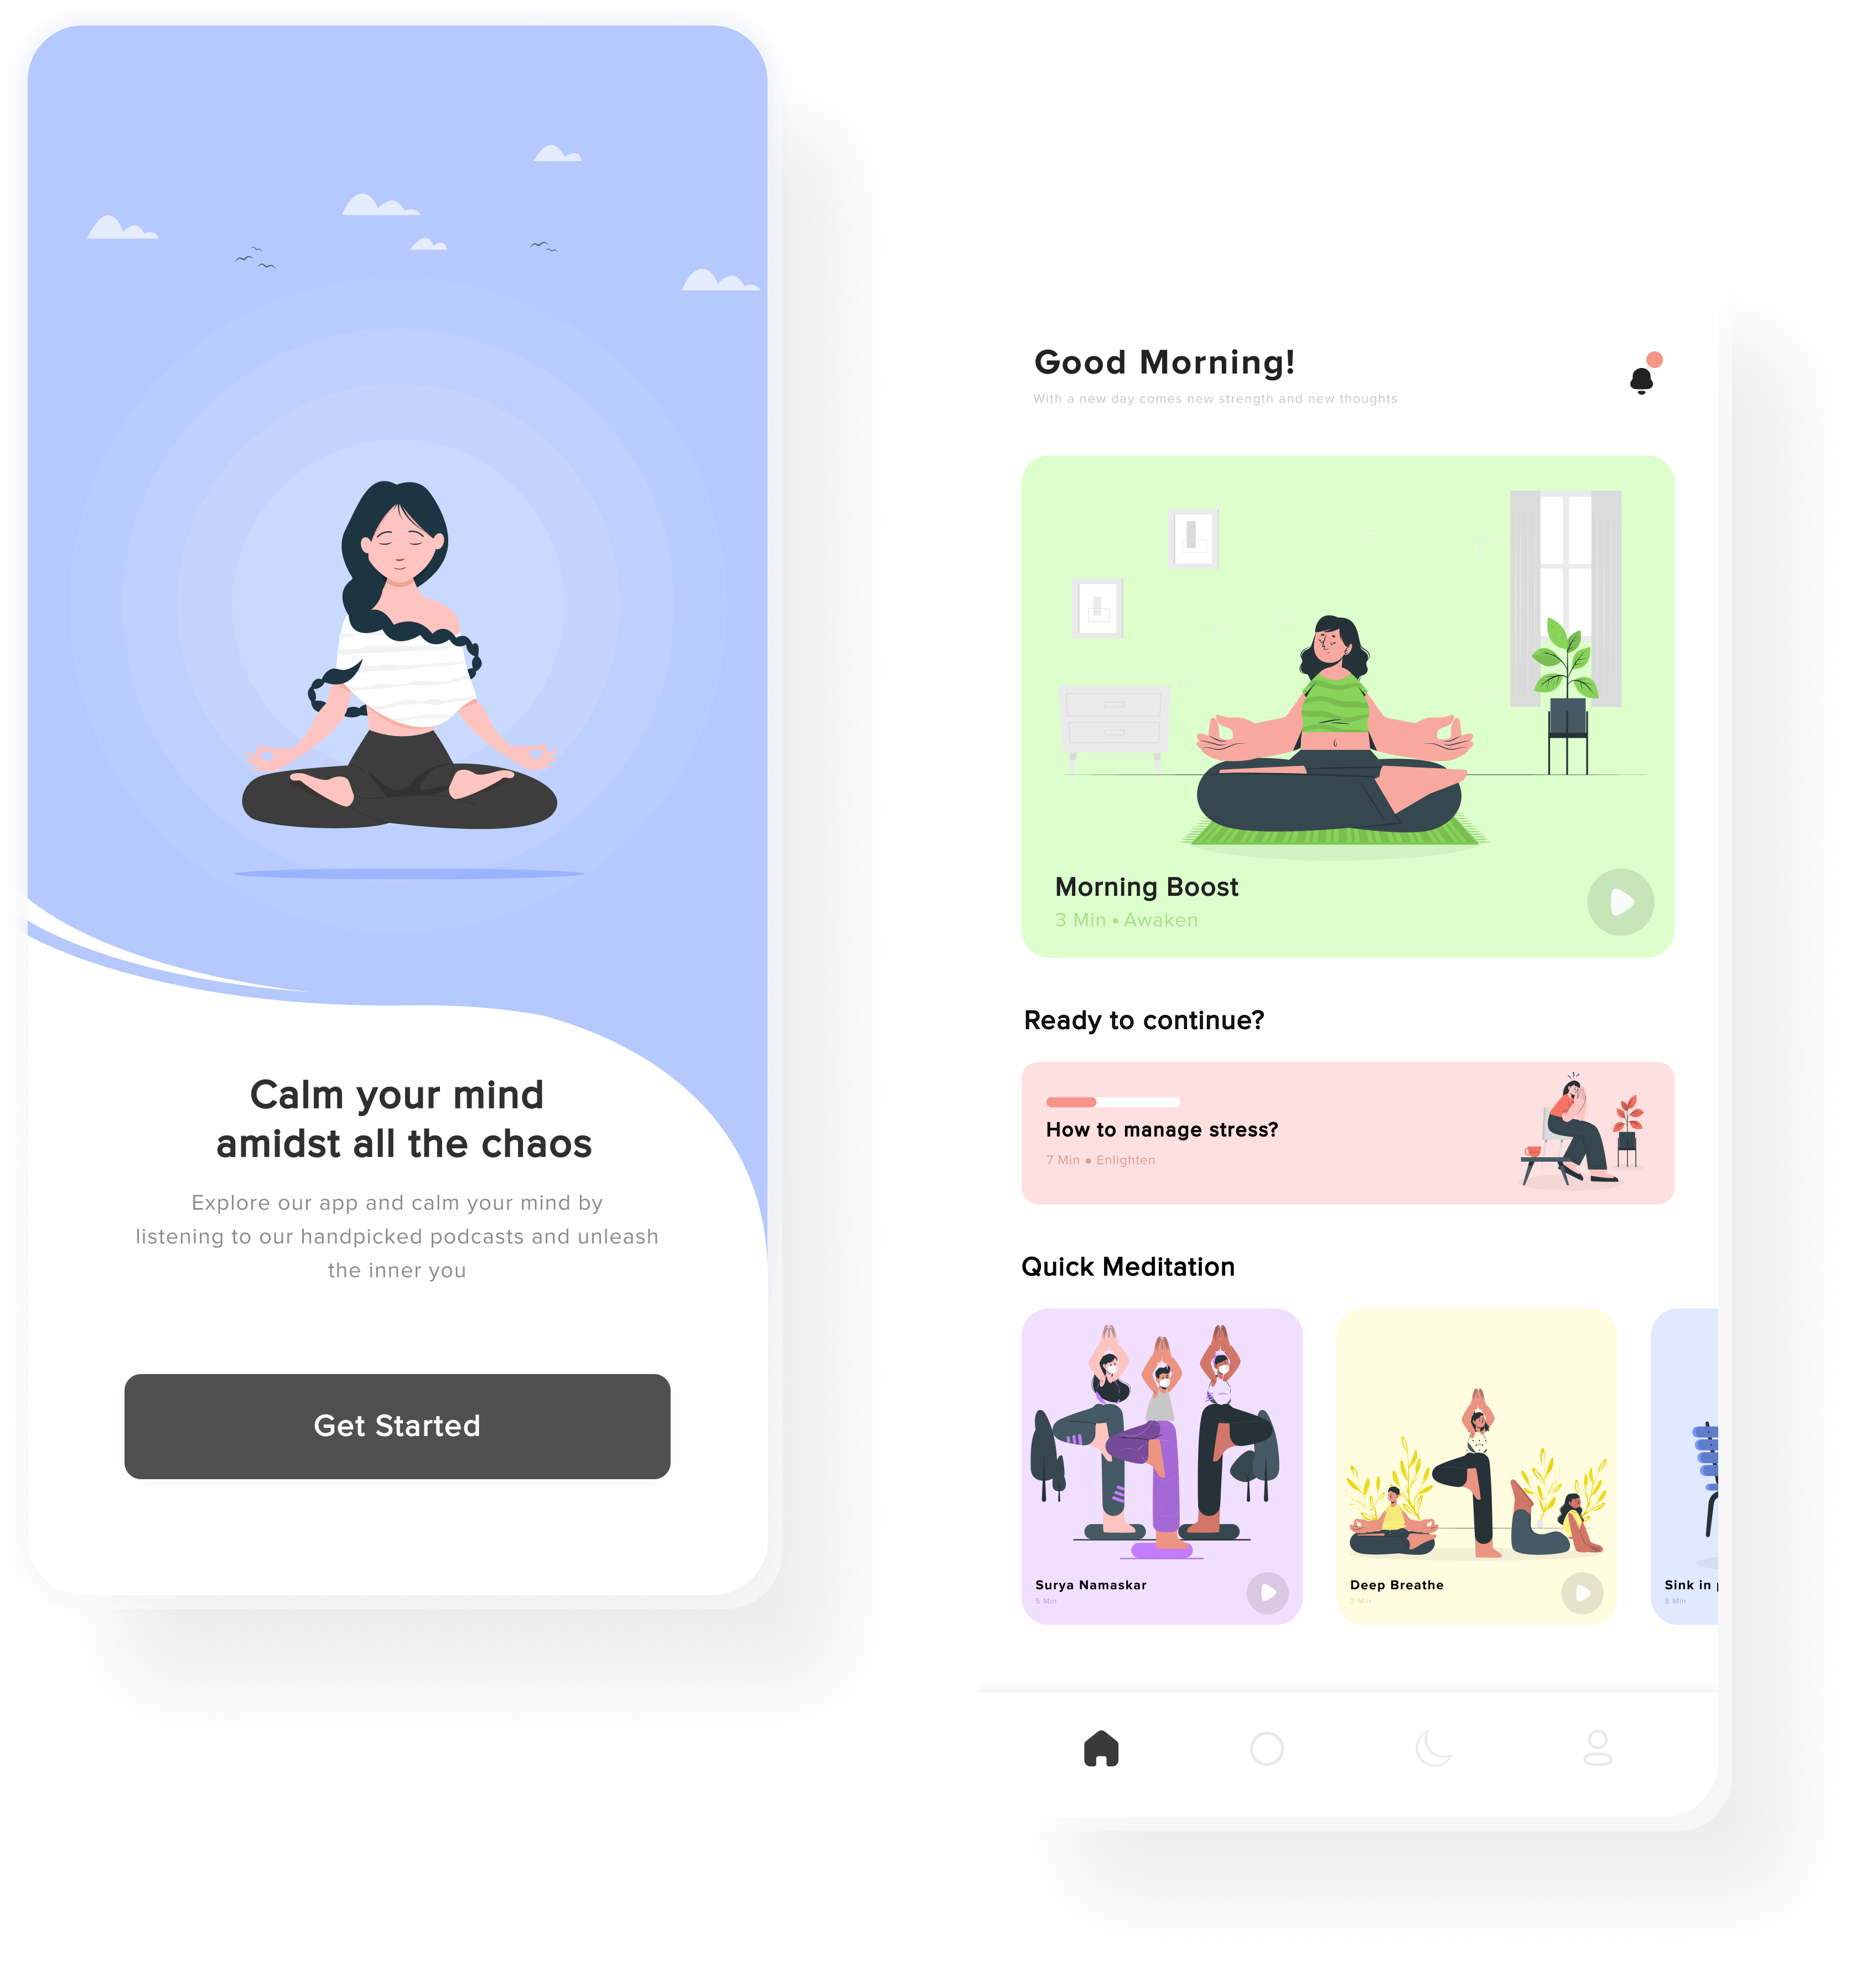 Calm your mind
amidst all the chaos
Explore our app and calm your mind by
listening to our handpicked podcasts and unleash
the inner you
Get Started
Good Morning!
With a new day comes new strength and new thoughts
Morning Boost
3 Min • Awaken
Ready to continue?
How to manage stress?
7 Min • Enlighten
Quick Meditation
Surya Namaskar
5 Min
Deep Breathe
3 Min
Sink in
8 Min